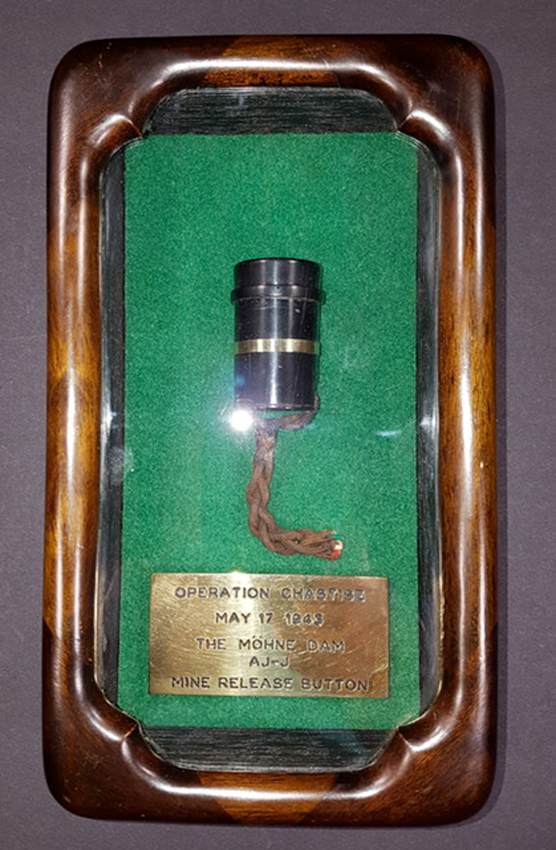 OPERATION CHASTISE
MAY 17 1943
THE MÖHNE DAM
AJ-J
MINE RELEASE BUTTON